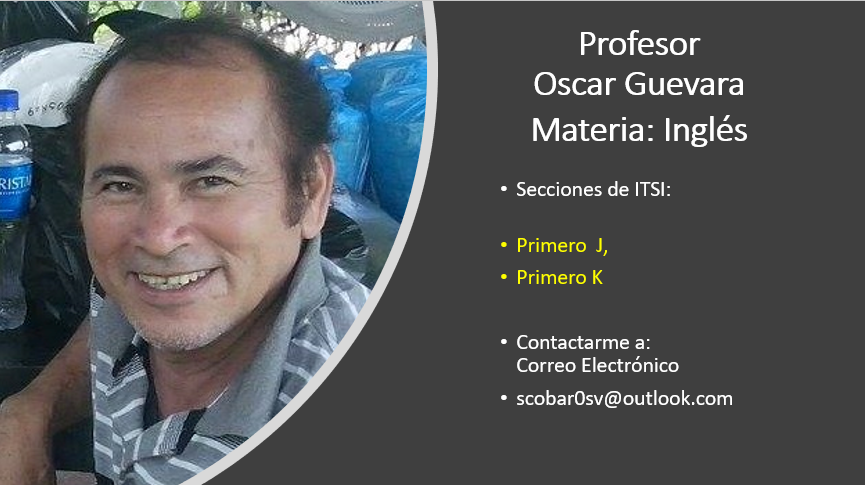 Profesor
Oscar Guevara
Materia: Inglés
• Secciones de ITSI:
• Primero J,
• Primero K
• Contactarme a:
Correo Electrónico
• scobar0sv@outlook.com